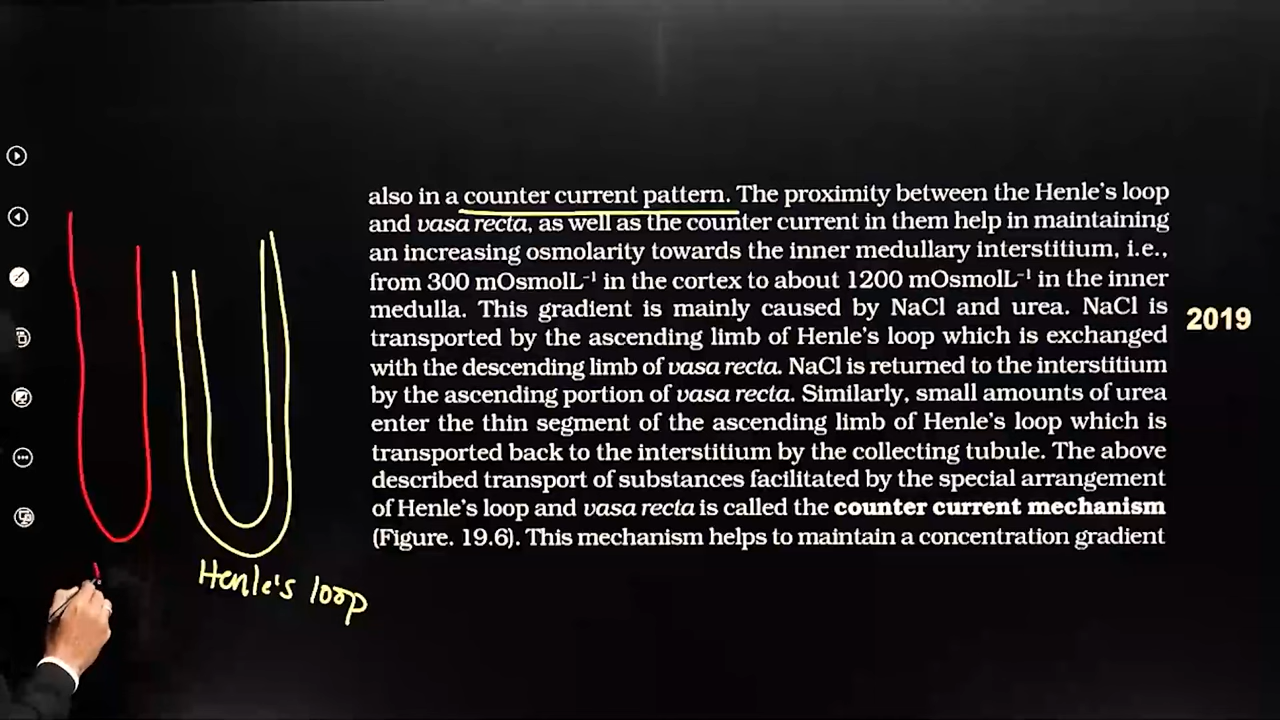 also in a counter current pattern. The proximity between the Henle's loop
and vasa recta, as well as the counter current in them help in maintaining
an increasing osmolarity towards the inner medullary interstitium, i.e.,
from 300 mOsmolL⁻¹ in the cortex to about 1200 mOsmolL⁻¹ in the inner
medulla. This gradient is mainly caused by NaCl and urea. NaCl is
transported by the ascending limb of Henle's loop which is exchanged
with the descending limb of vasa recta. NaCl is returned to the interstitium
by the ascending portion of vasa recta. Similarly, small amounts of urea
enter the thin segment of the ascending limb of Henle's loop which is
transported back to the interstitium by the collecting tubule. The above
described transport of substances facilitated by the special arrangement
of Henle's loop and vasa recta is called the counter current mechanism
(Figure. 19.6). This mechanism helps to maintain a concentration gradient
2019
Henle's loop